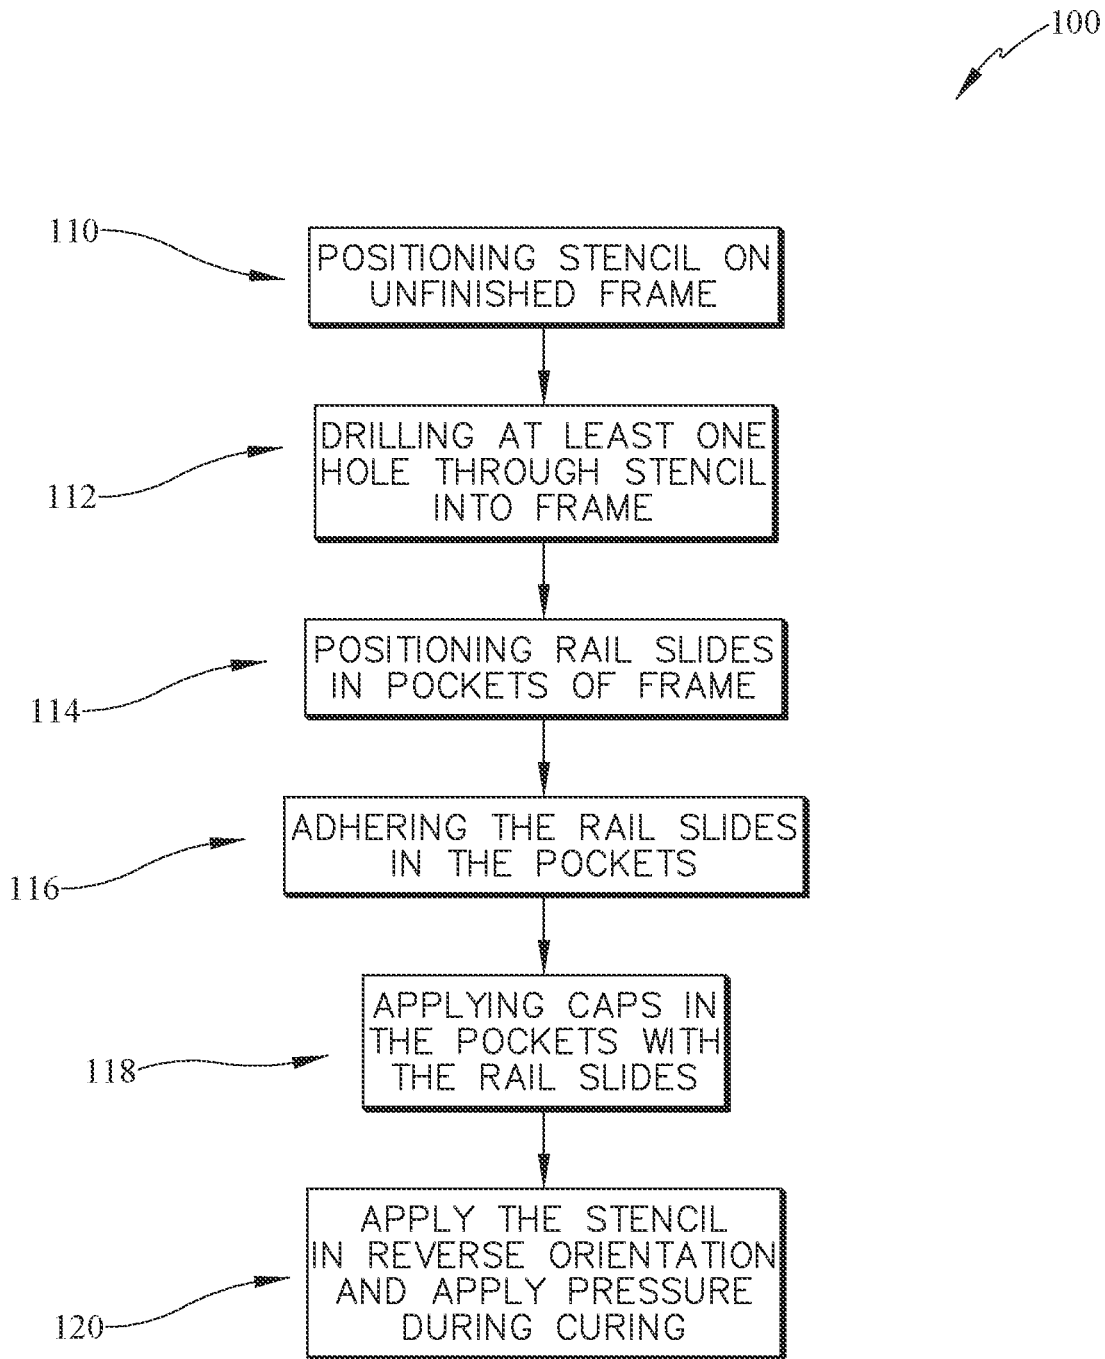 100
110
POSITIONING STENCIL ON
UNFINISHED FRAME
112
DRILLING AT LEAST ONE
HOLE THROUGH STENCIL
INTO FRAME
114
POSITIONING RAIL SLIDES
IN POCKETS OF FRAME
116
ADHERING THE RAIL SLIDES
IN THE POCKETS
118
APPLYING CAPS IN
THE POCKETS WITH
THE RAIL SLIDES
120
APPLY THE STENCIL
IN REVERSE ORIENTATION
AND APPLY PRESSURE
DURING CURING